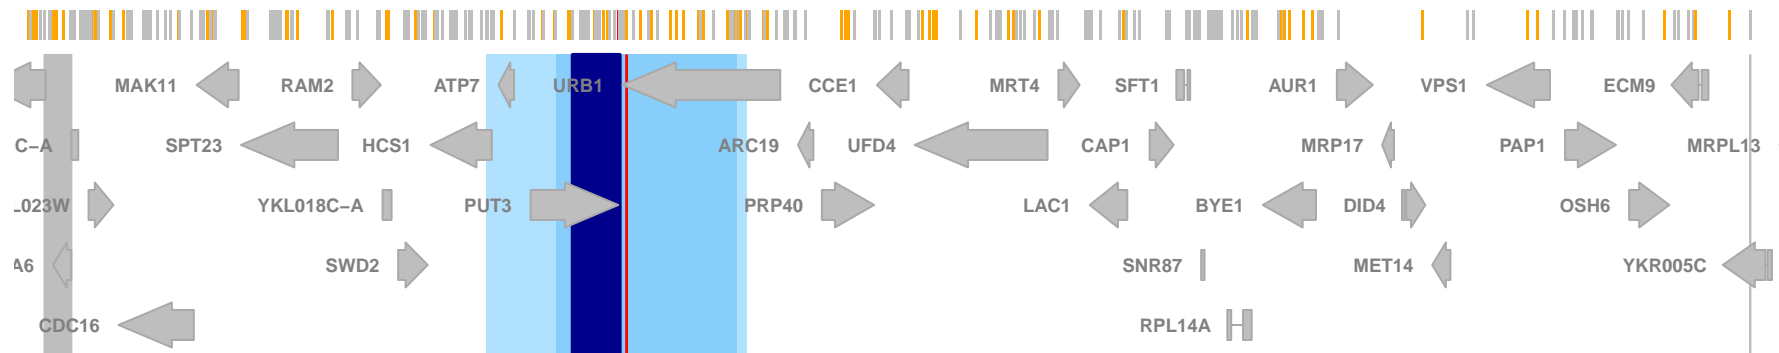 MAK11 RAM2 ATP7 URB1 CCE1 MRT4 SFT1 AUR1 VPS1 ECM9
C−A SPT23 HCS1 ARC19 UFD4 CAP1 MRP17 PAP1 MRPL13
L023W YKL018C−A PUT3 PRP40 LAC1 BYE1 DID4 OSH6
A6 SWD2 SNR87 MET14 YKR005C
CDC16 RPL14A